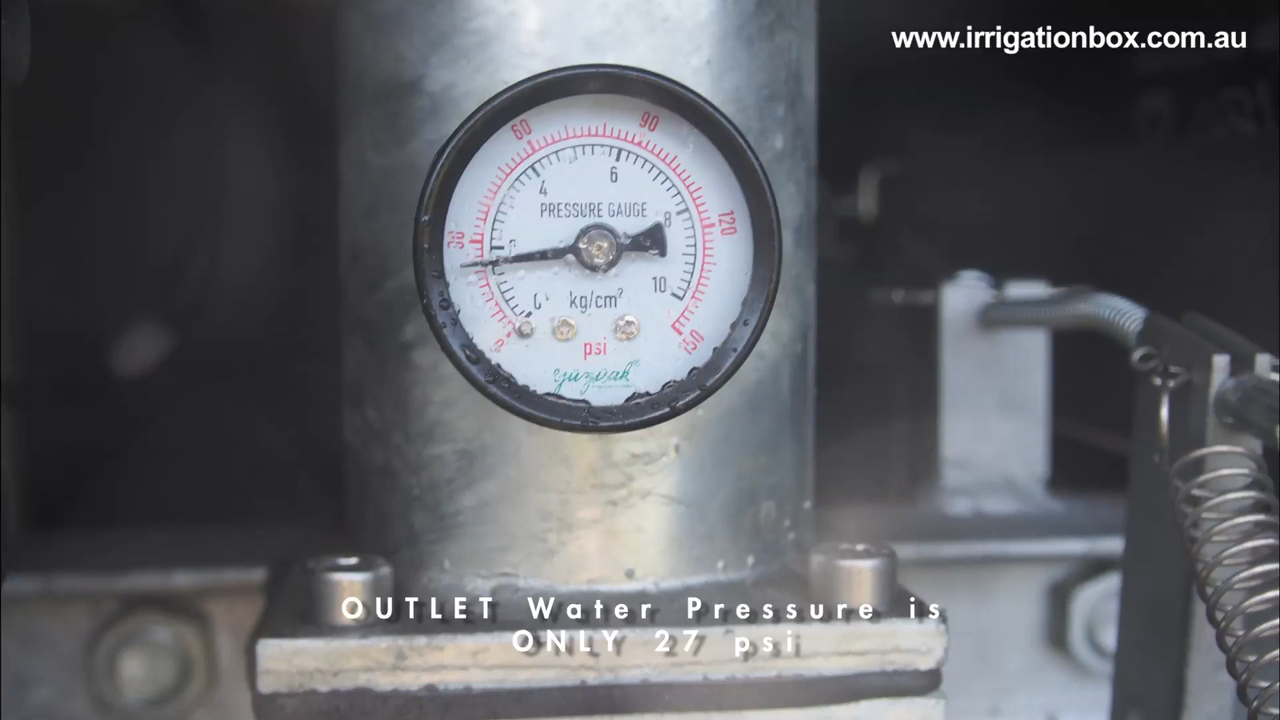 www.irrigationbox.com.au
60
90
4
6
PRESSURE GAUGE
8
120
30
10
kg/cm²
psi
150
OUTLET Water Pressure is
ONLY 27 psi